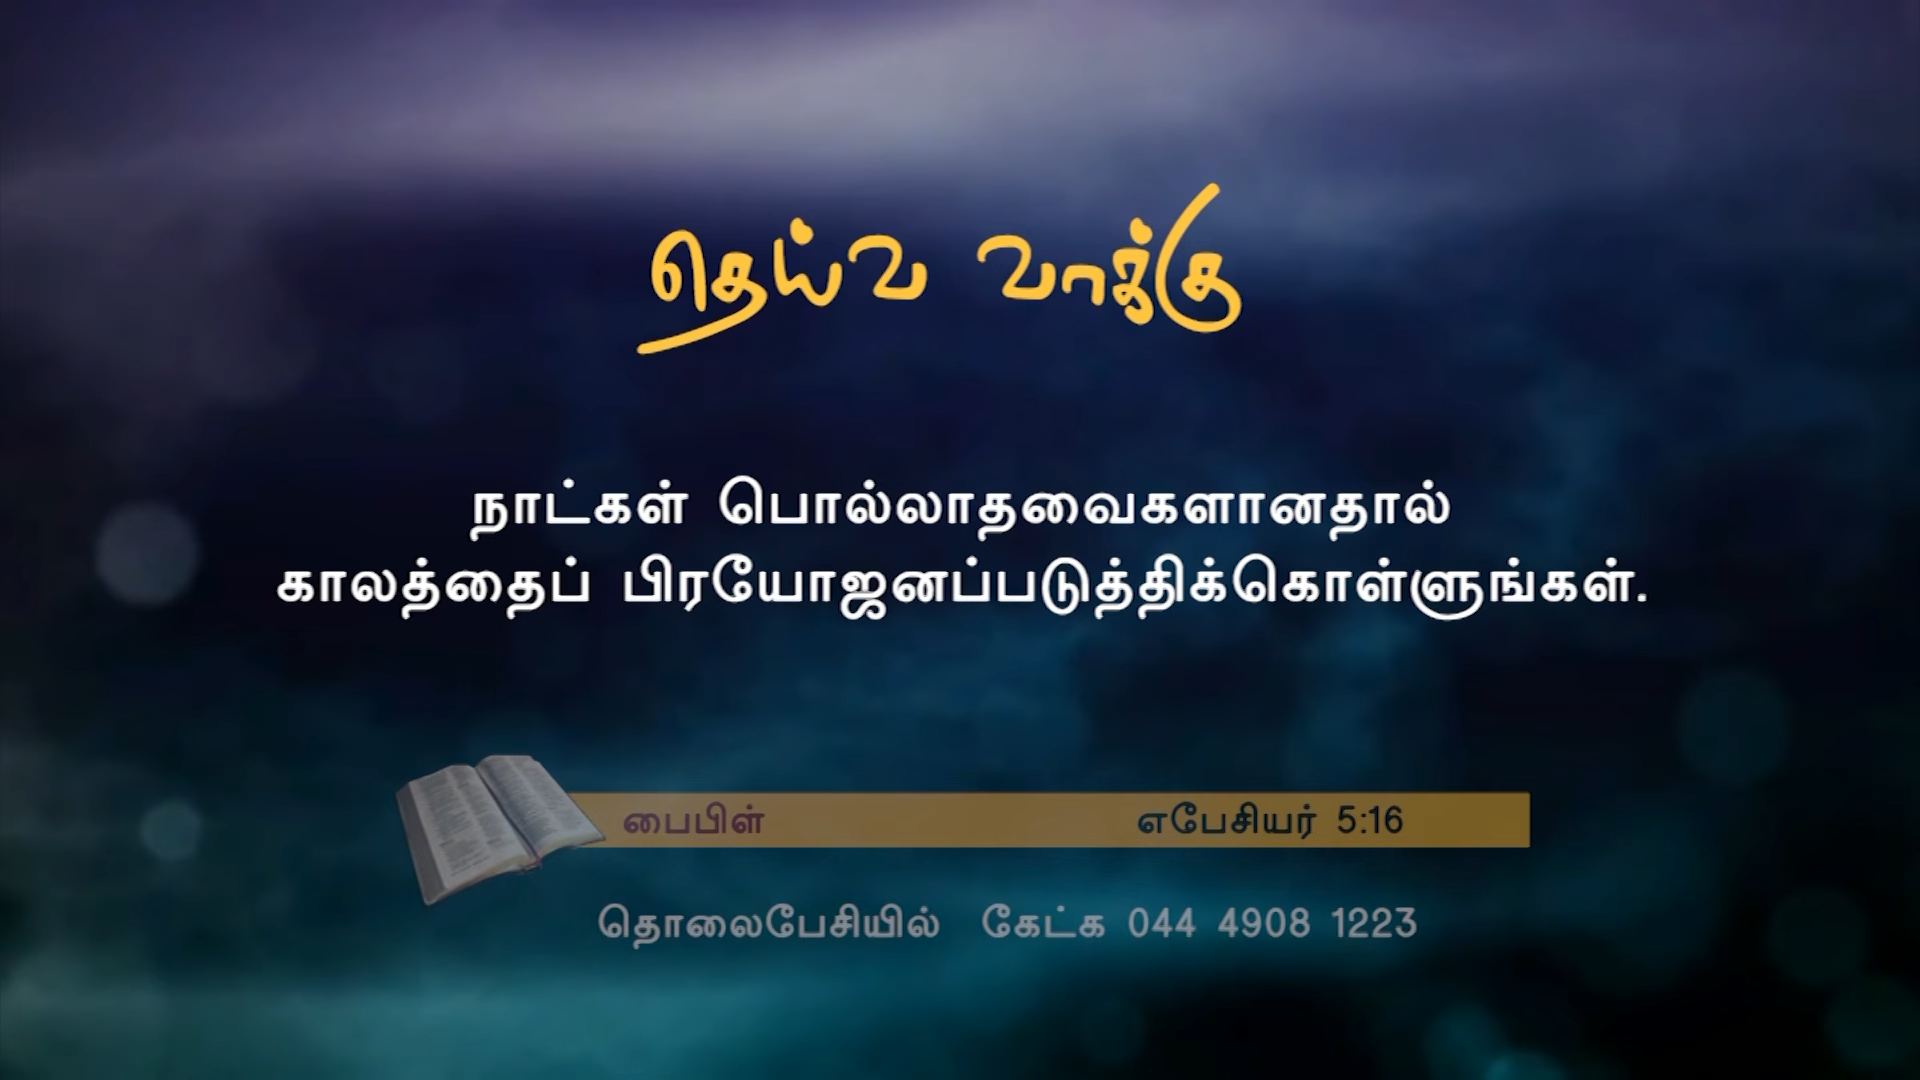 தெய்வ வாக்கு
நாட்கள் பொல்லாதவைகளானதால்
காலத்தைப் பிரயோஜனப்படுத்திக்கொள்ளுங்கள்.
பைபிள் எபேசியர் 5:16
தொலைபேசியில் கேட்க 044 4908 1223